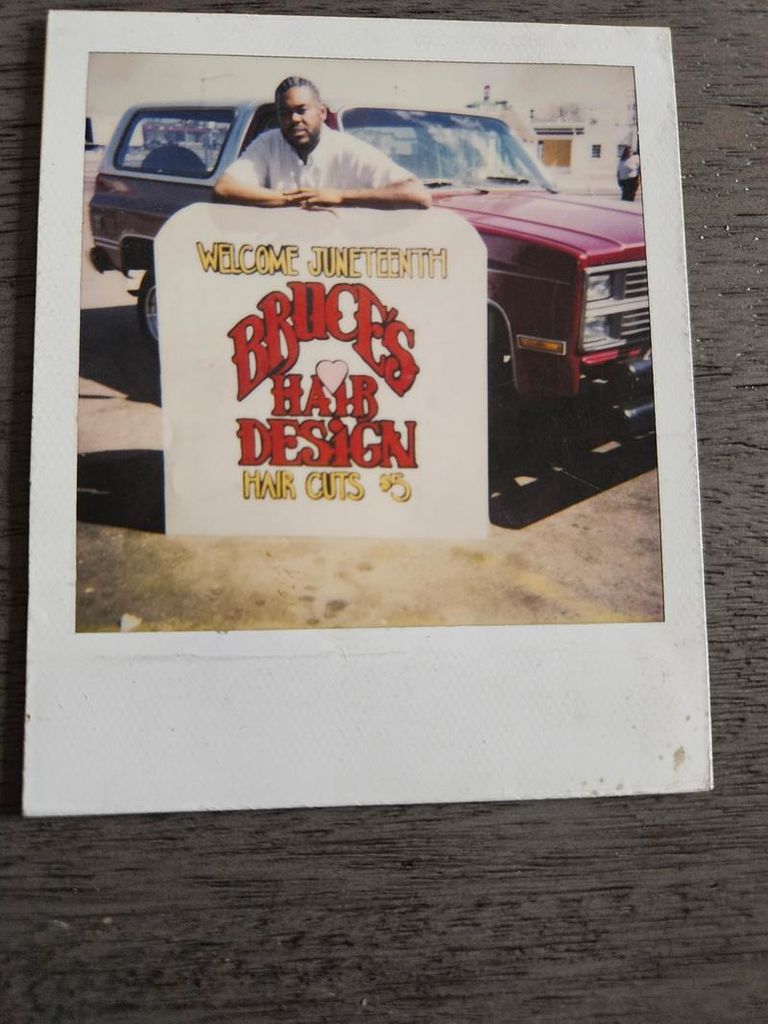 WELCOME JUNETEENTH
BRUCE'S
HAIR
DESIGN
HAIR CUTS $5